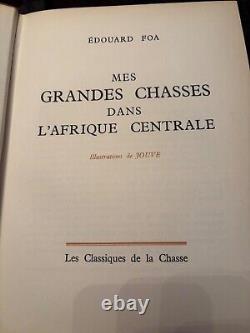 ÉDOUARD FOA
MES
GRANDES CHASSES
DANS
L'AFRIQUE CENTRALE
Illustrations de JOUVE
Les Classiques de la Chasse